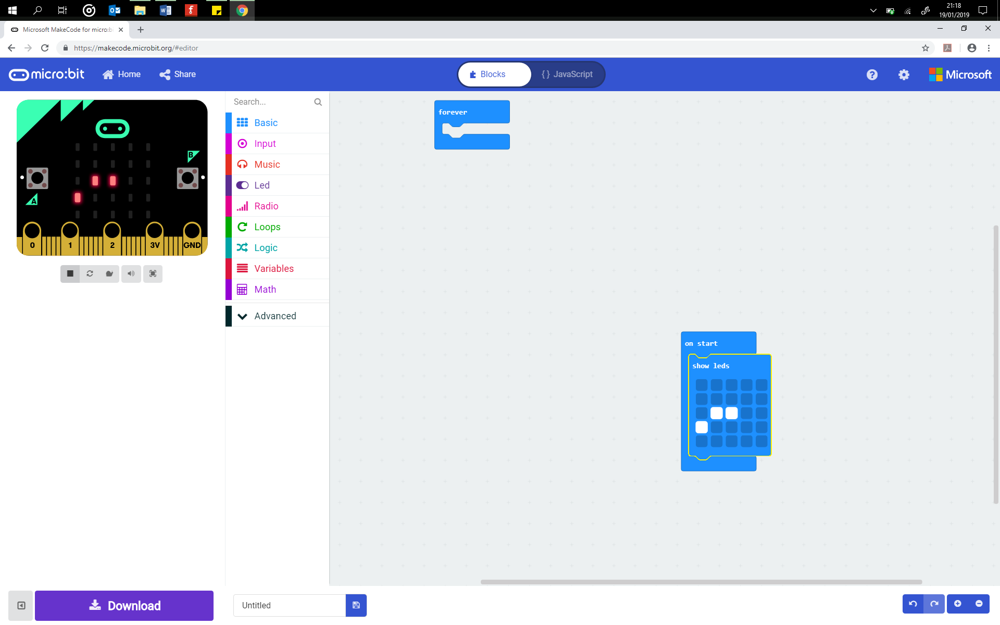 21:18
19/01/2019
Microsoft MakeCode for micro:b
https://makecode.microbit.org/#editor
micro:bit
Home
Share
Blocks
{} JavaScript
Microsoft
B
A
0 1 2 3V GND
Search...
Basic
Input
Music
Led
Radio
Loops
Logic
Variables
Math
Advanced
forever
on start
show leds
Download
Untitled